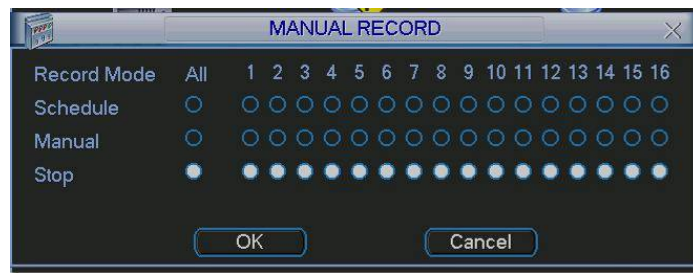 MANUAL RECORD
Record Mode All 1 2 3 4 5 6 7 8 9 10 11 12 13 14 15 16
Schedule
Manual
Stop
OK Cancel